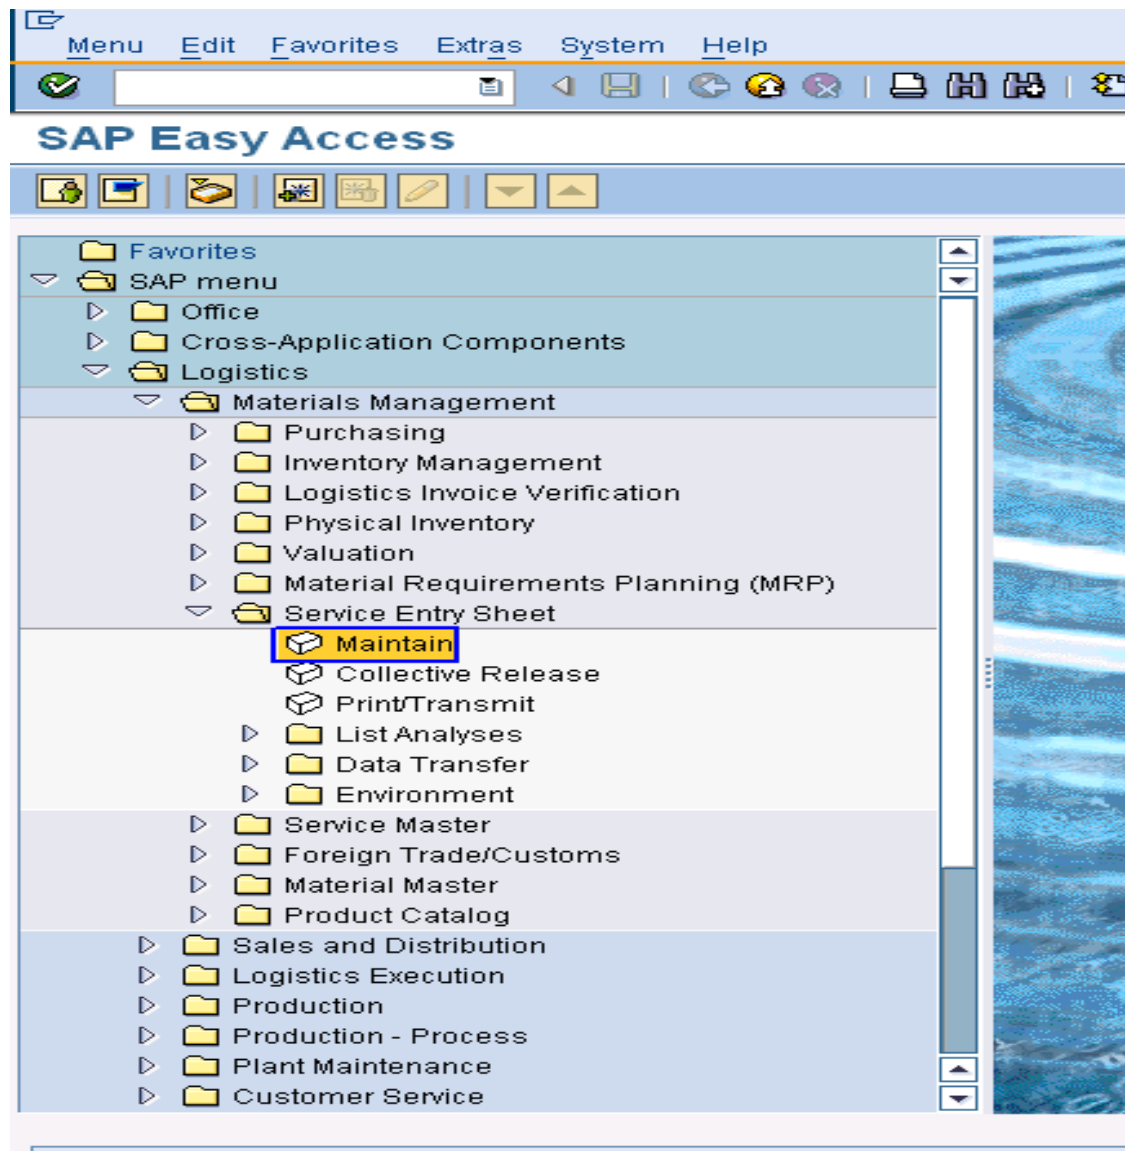 Menu Edit Favorites Extras System Help
SAP Easy Access
Favorites
SAP menu
Office
Cross-Application Components
Logistics
Materials Management
Purchasing
Inventory Management
Logistics Invoice Verification
Physical Inventory
Valuation
Material Requirements Planning (MRP)
Service Entry Sheet
Maintain
Collective Release
Print/Transmit
List Analyses
Data Transfer
Environment
Service Master
Foreign Trade/Customs
Material Master
Product Catalog
Sales and Distribution
Logistics Execution
Production
Production - Process
Plant Maintenance
Customer Service